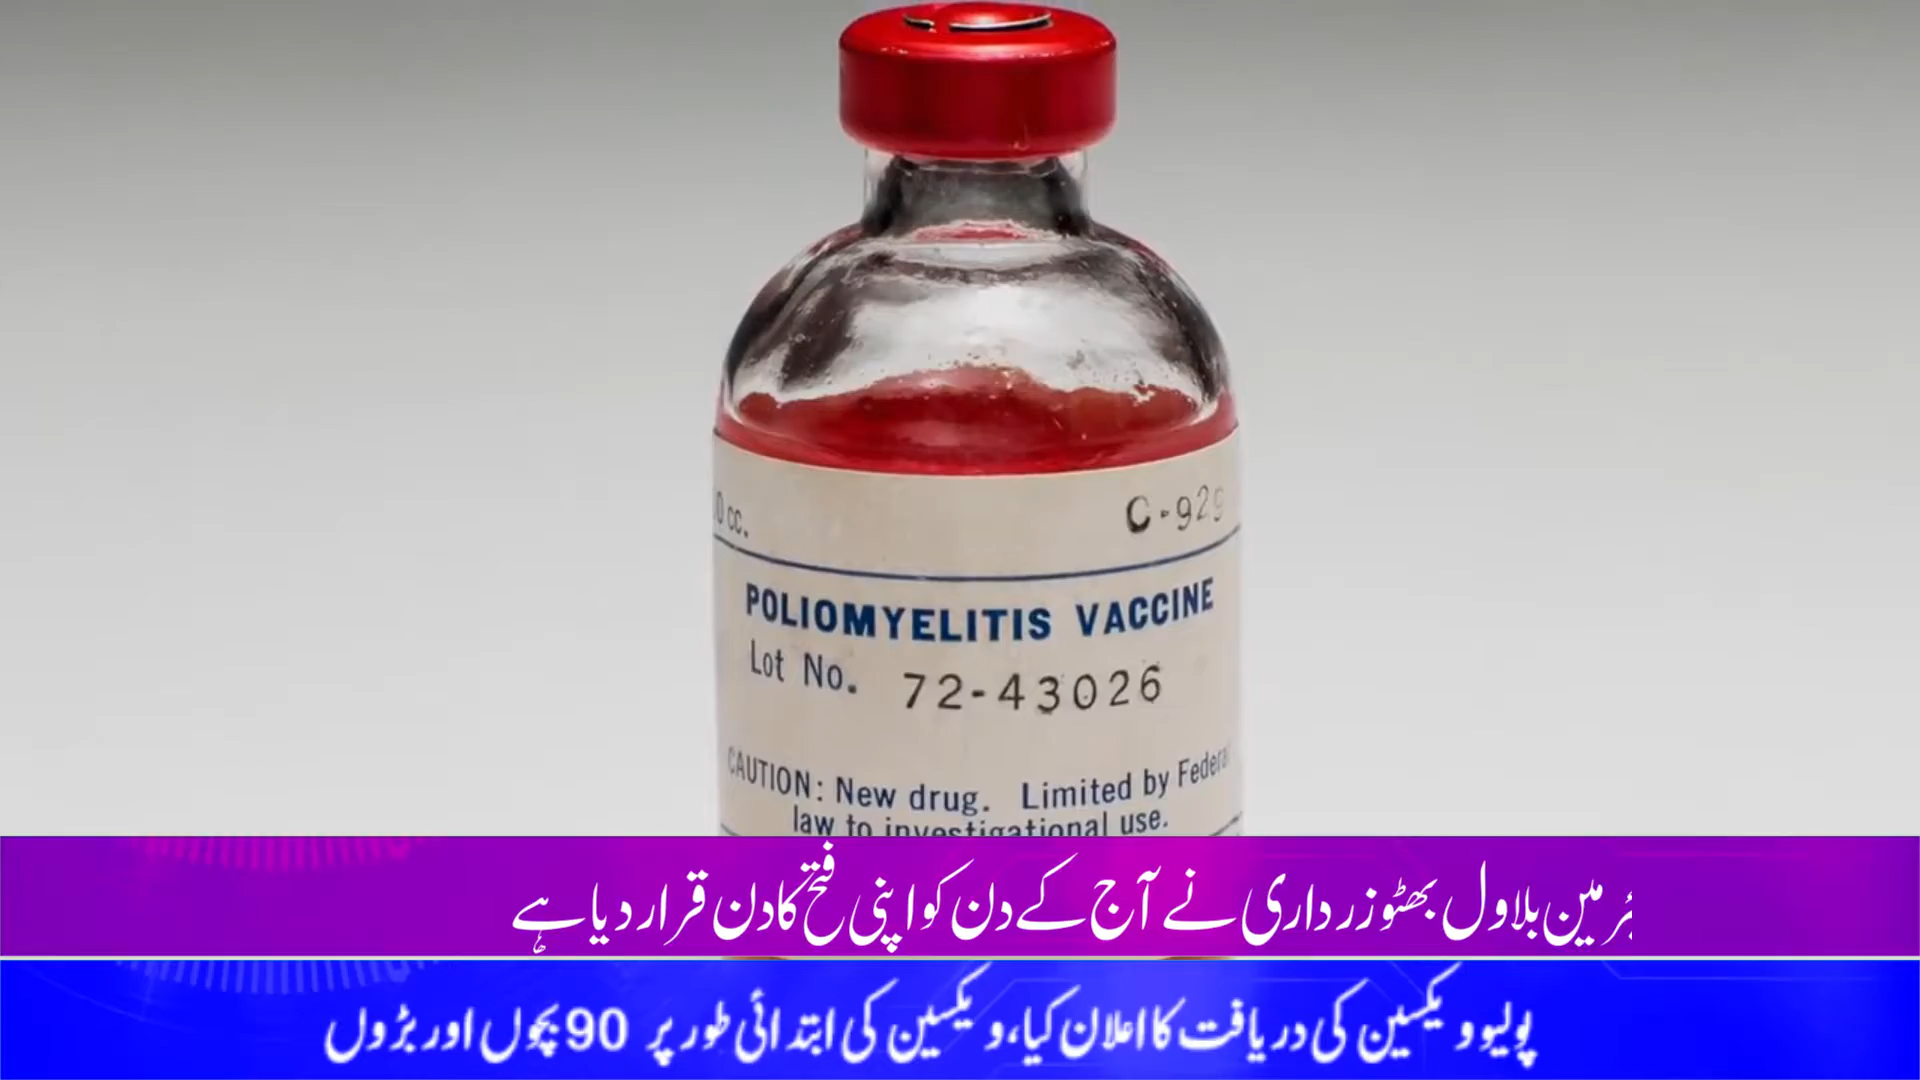 0 cc.
C-929
POLIOMYELITIS VACCINE
Lot No. 72-43026
CAUTION: New drug. Limited by Federa
law to investigational use.
مین بلاول بھٹو زرداری نے آج کے دن کو اپنی فتح کا دن قرار دیا ہے
پولیو ویکسین کی دریافت کا اعلان کیا، ویکسین کی ابتدائی طور پر 90 بچوں اور بڑوں